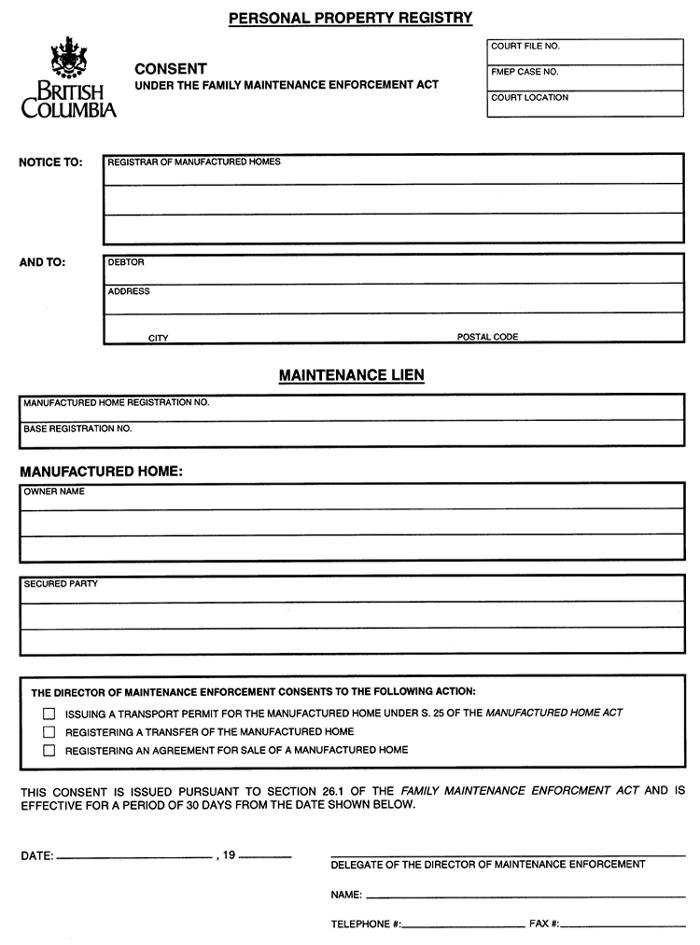 PERSONAL PROPERTY REGISTRY
BRITISH
COLUMBIA
CONSENT
UNDER THE FAMILY MAINTENANCE ENFORCEMENT ACT
COURT FILE NO.
FMEP CASE NO.
COURT LOCATION
NOTICE TO:
REGISTRAR OF MANUFACTURED HOMES
AND TO:
DEBTOR
ADDRESS
CITY POSTAL CODE
MAINTENANCE LIEN
MANUFACTURED HOME REGISTRATION NO.
BASE REGISTRATION NO.
MANUFACTURED HOME:
OWNER NAME
SECURED PARTY
THE DIRECTOR OF MAINTENANCE ENFORCEMENT CONSENTS TO THE FOLLOWING ACTION:
ISSUING A TRANSPORT PERMIT FOR THE MANUFACTURED HOME UNDER S. 25 OF THE MANUFACTURED HOME ACT
REGISTERING A TRANSFER OF THE MANUFACTURED HOME
REGISTERING AN AGREEMENT FOR SALE OF A MANUFACTURED HOME
THIS CONSENT IS ISSUED PURSUANT TO SECTION 26.1 OF THE FAMILY MAINTENANCE ENFORCMENT ACT AND IS
EFFECTIVE FOR A PERIOD OF 30 DAYS FROM THE DATE SHOWN BELOW.
DATE: , 19
DELEGATE OF THE DIRECTOR OF MAINTENANCE ENFORCEMENT
NAME:
TELEPHONE #: FAX #: